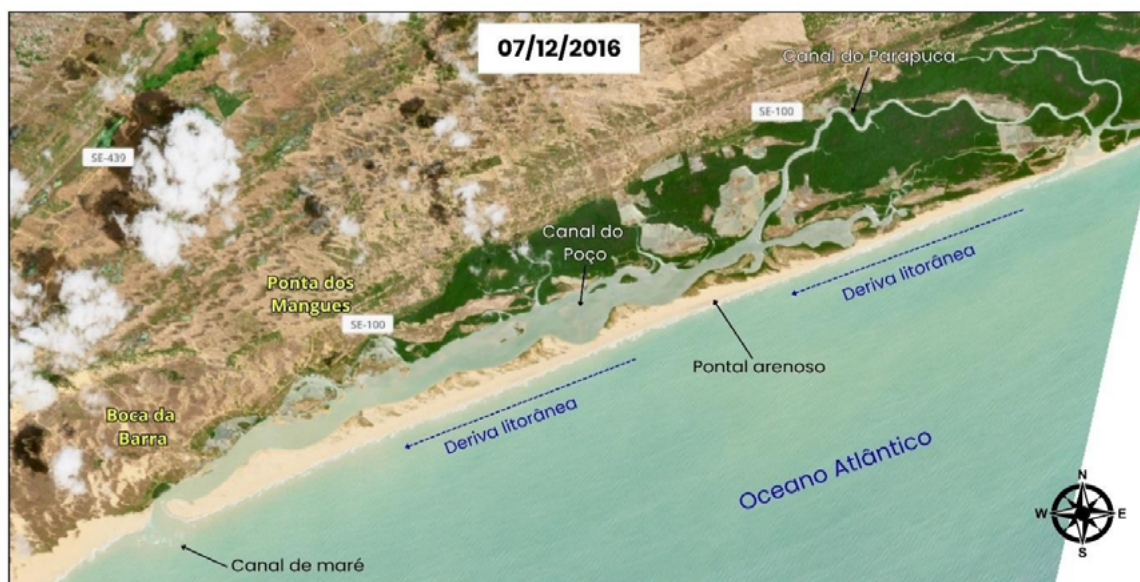 07/12/2016
Canal do Parapuca
SE-100
SE-439
Canal do
Poço
Ponta dos
Mangues
Deriva litorânea
SE-100
Pontal arenoso
Boca da
Barra
Deriva litorânea
Oceano Atlântico
N
W
E
S
Canal de maré